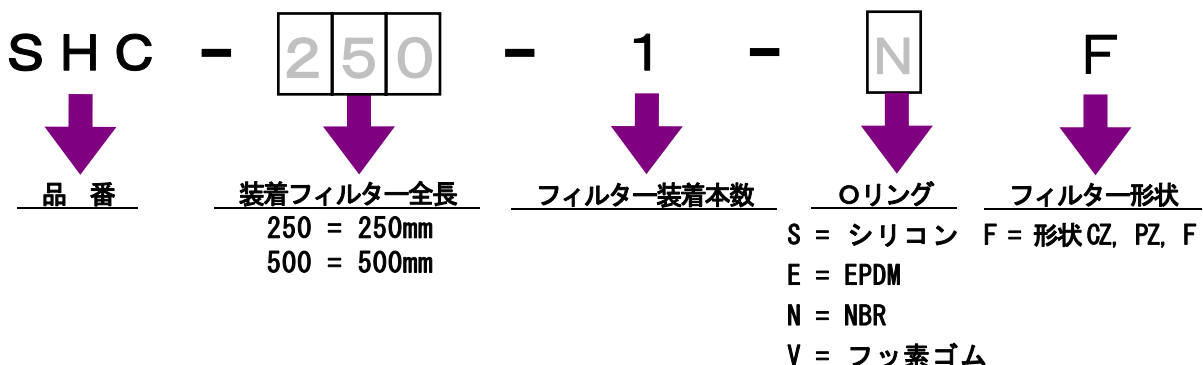 SHC - 250 - 1 - N F
品 番 装着フィルター全長 フィルター装着本数 Oリング フィルター形状
250 = 250mm
500 = 500mm
S = シリコン F = 形状CZ, PZ, F
E = EPDM
N = NBR
V = フッ素ゴム